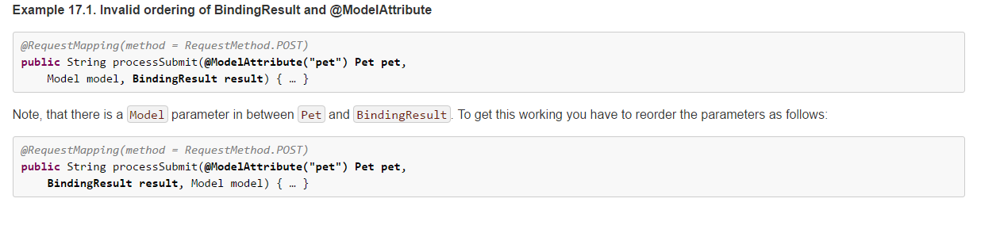 Example 17.1. Invalid ordering of BindingResult and @ModelAttribute
@RequestMapping(method = RequestMethod.POST)
public String processSubmit(@ModelAttribute("pet") Pet pet,
    Model model, BindingResult result) { … }
Note, that there is a Model parameter in between Pet and BindingResult. To get this working you have to reorder the parameters as follows:
@RequestMapping(method = RequestMethod.POST)
public String processSubmit(@ModelAttribute("pet") Pet pet,
    BindingResult result, Model model) { … }